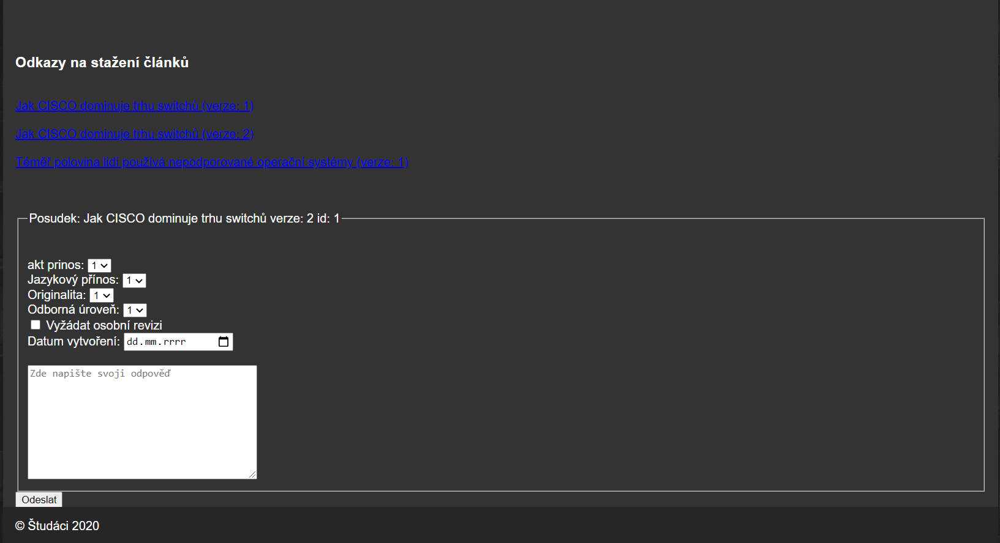 Odkazy na stažení článků
Jak CISCO dominuje trhu switchů (verze: 1)
Jak CISCO dominuje trhu switchů (verze: 2)
Téměř polovina lidí používá nepodporované operační systémy (verze: 1)
Posudek: Jak CISCO dominuje trhu switchů verze: 2 id: 1
akt prinos: 1
Jazykový přínos: 1
Originalita: 1
Odborná úroveň: 1
Vyžádat osobní revizi
Datum vytvoření: dd.mm.rrrr
Zde napište svoji odpověď
Odeslat
© Študáci 2020